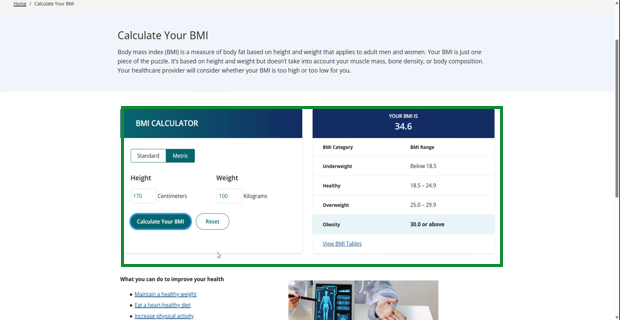 Home / Calculate Your BMI
Calculate Your BMI
Body mass index (BMI) is a measure of body fat based on height and weight that applies to adult men and women. Your BMI is just one
piece of the puzzle. It's based on height and weight but doesn't take into account your muscle mass, bone density, or body composition.
Your healthcare provider will consider whether your BMI is too high or too low for you.
BMI CALCULATOR
Standard Metric
Height Weight
170 Centimeters 100 Kilograms
Calculate Your BMI Reset
YOUR BMI IS
34.6
BMI Category BMI Range
Underweight Below 18.5
Healthy 18.5 – 24.9
Overweight 25.0 – 29.9
Obesity 30.0 or above
View BMI Tables
What you can do to improve your health
Maintain a healthy weight
Eat a heart-healthy diet
Increase physical activity